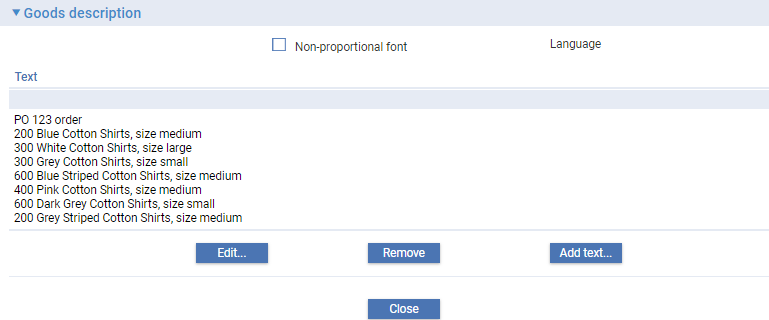 Goods description
Non-proportional font
Language
Text
PO 123 order
200 Blue Cotton Shirts, size medium
300 White Cotton Shirts, size large
300 Grey Cotton Shirts, size small
600 Blue Striped Cotton Shirts, size medium
400 Pink Cotton Shirts, size medium
600 Dark Grey Cotton Shirts, size small
200 Grey Striped Cotton Shirts, size medium
Edit...
Remove
Add text...
Close